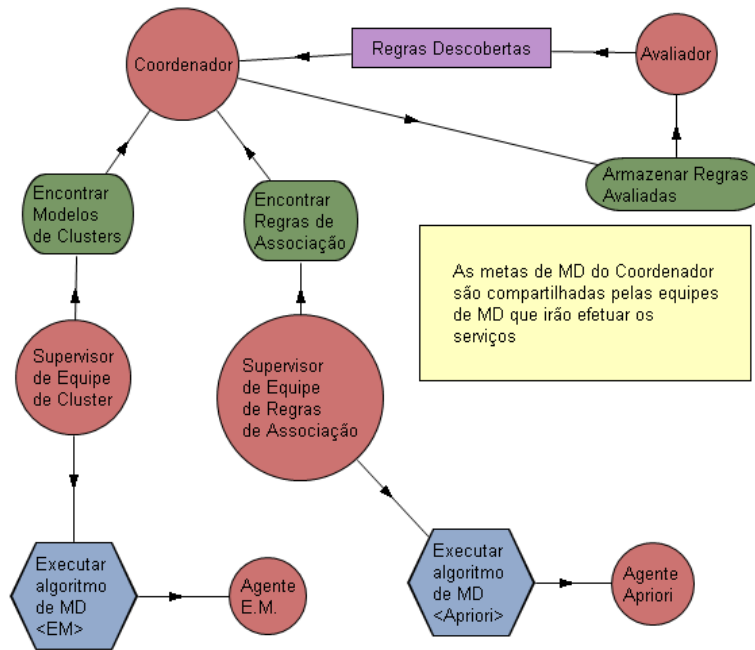 Coordenador
Regras Descobertas
Avaliador
Encontrar
Modelos
de Clusters
Encontrar
Regras de
Associação
Armazenar Regras
Avaliadas
As metas de MD do Coordenador
são compartilhadas pelas equipes
de MD que irão efetuar os
serviços
Supervisor
de Equipe
de Cluster
Supervisor
de Equipe
de Regras
de Associação
Executar
algoritmo
de MD
<EM>
Agente
E.M.
Executar
algoritmo
de MD
<Apriori>
Agente
Apriori